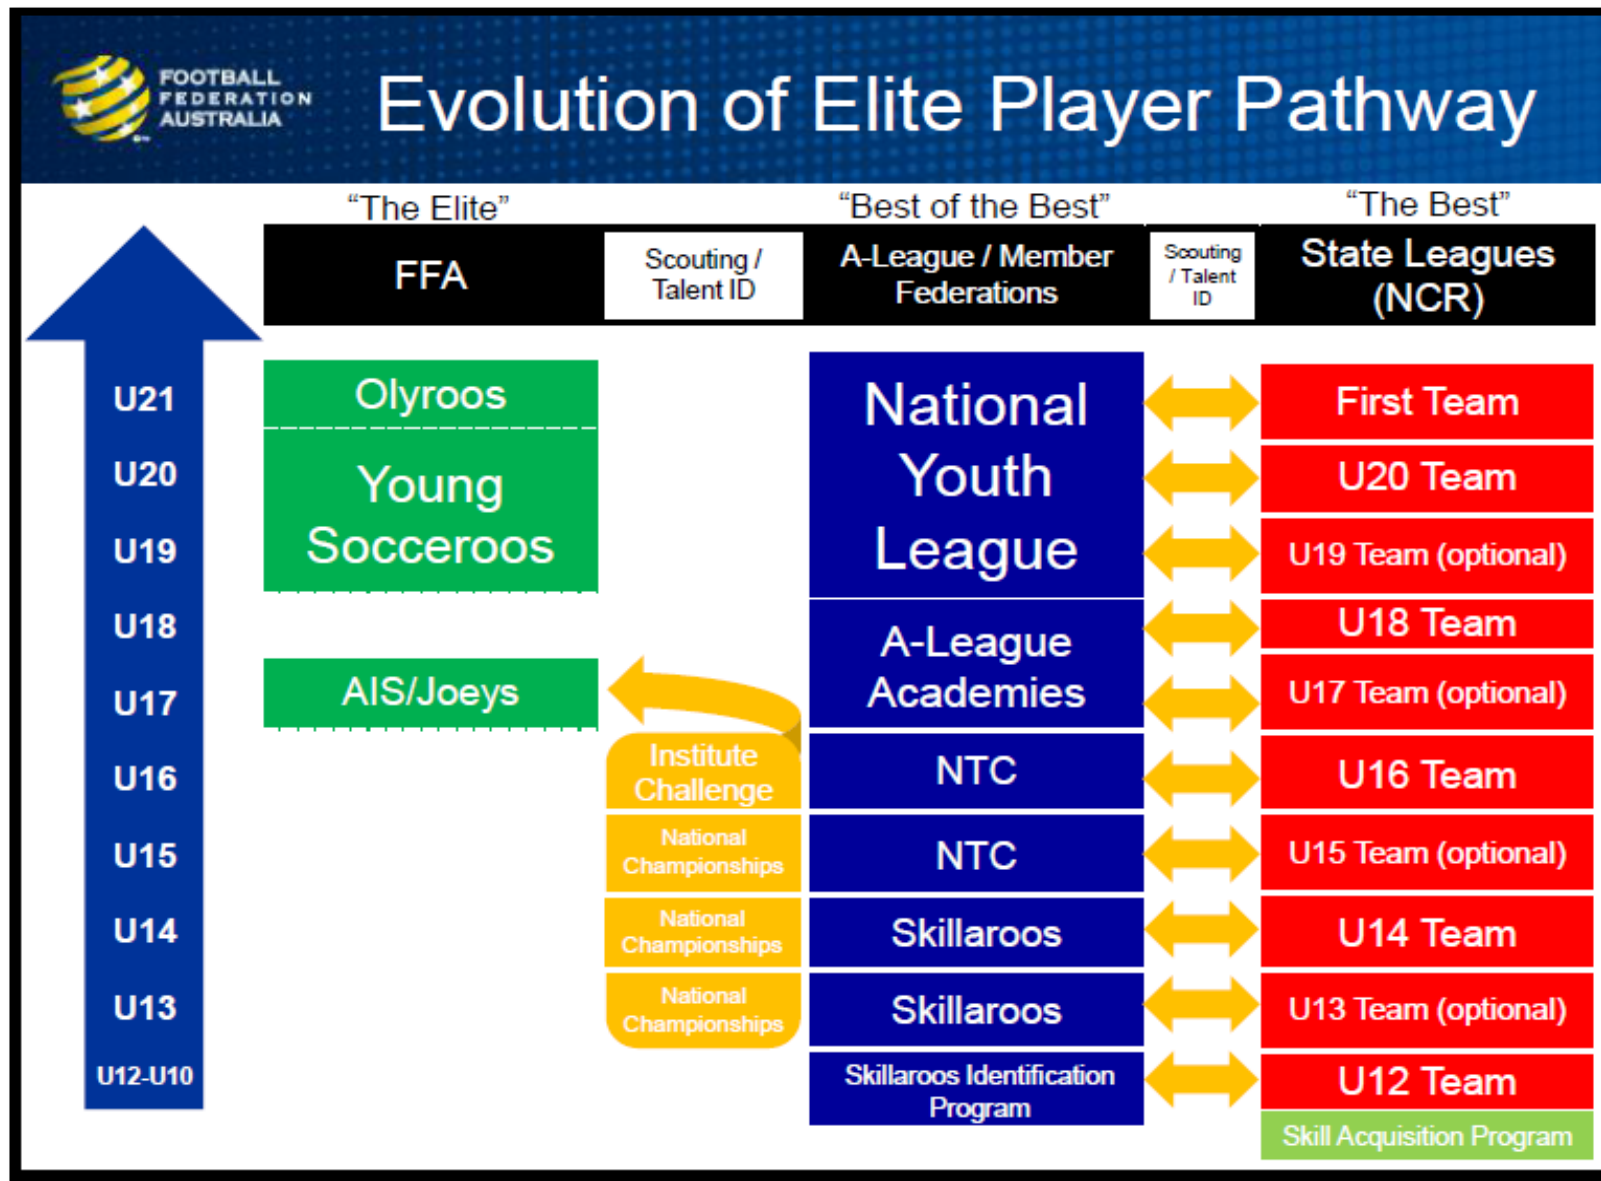 FOOTBALL
FEDERATION
AUSTRALIA
Evolution of Elite Player Pathway
“The Elite”
“Best of the Best”
“The Best”
FFA
Scouting /
Talent ID
A-League / Member
Federations
Scouting
/ Talent
ID
State Leagues
(NCR)
U21
Olyroos
National
Youth
League
First Team
U20
Young
Socceroos
U20 Team
U19
U19 Team (optional)
U18
A-League
Academies
U18 Team
U17
AIS/Joeys
U17 Team (optional)
U16
Institute
Challenge
NTC
U16 Team
U15
National
Championships
NTC
U15 Team (optional)
U14
National
Championships
Skillaroos
U14 Team
U13
National
Championships
Skillaroos
U13 Team (optional)
U12-U10
Skillaroos Identification
Program
U12 Team
Skill Acquisition Program